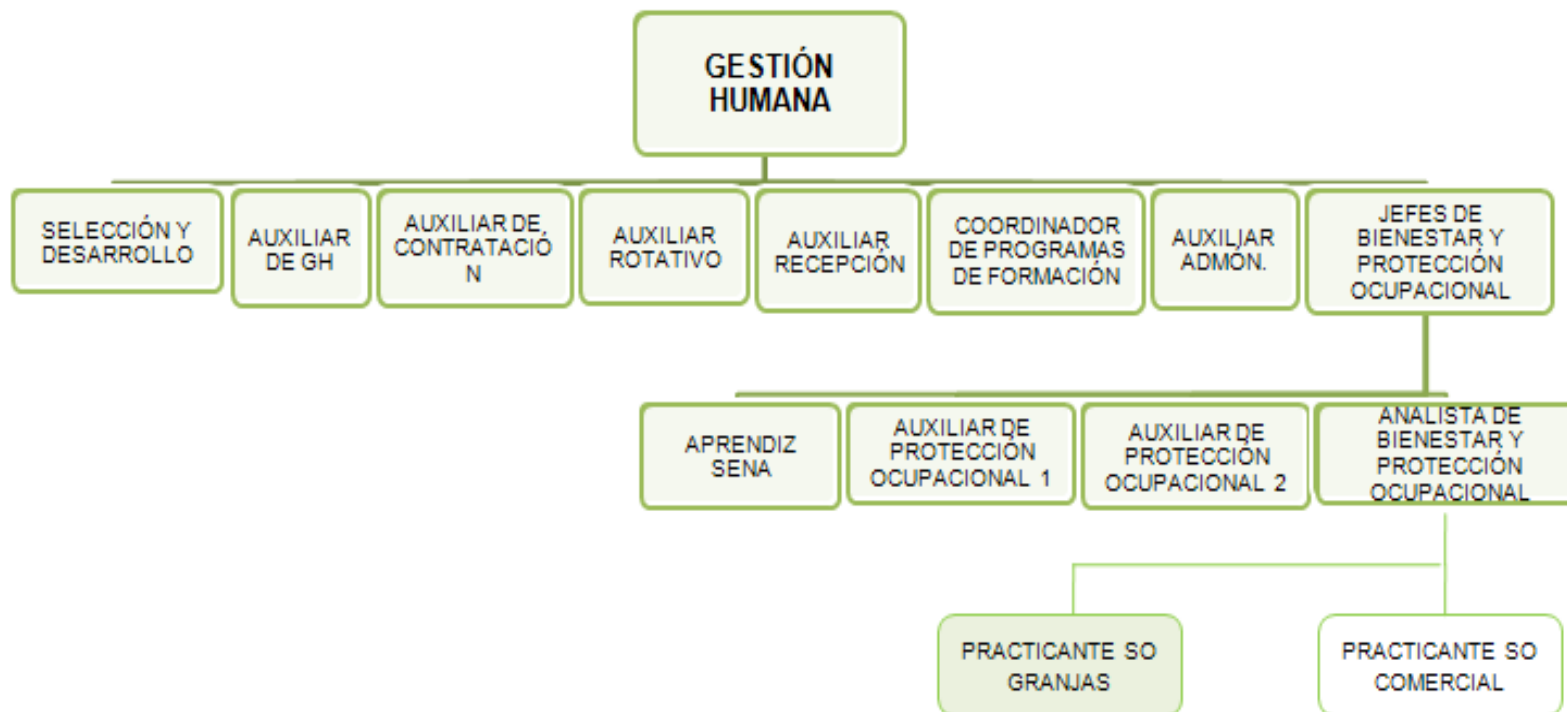 GESTIÓN
HUMANA
SELECCIÓN Y
DESARROLLO
AUXILIAR
DE GH
AUXILIAR DE
CONTRATACIÓ
N
AUXILIAR
ROTATIVO
AUXILIAR
RECEPCIÓN
COORDINADOR
DE PROGRAMAS
DE FORMACIÓN
AUXILIAR
ADMÓN.
JEFES DE
BIENESTAR Y
PROTECCIÓN
OCUPACIONAL
APRENDIZ
SENA
AUXILIAR DE
PROTECCIÓN
OCUPACIONAL 1
AUXILIAR DE
PROTECCIÓN
OCUPACIONAL 2
ANALISTA DE
BIENESTAR Y
PROTECCIÓN
OCUPACIONAL
PRACTICANTE SO
GRANJAS
PRACTICANTE SO
COMERCIAL